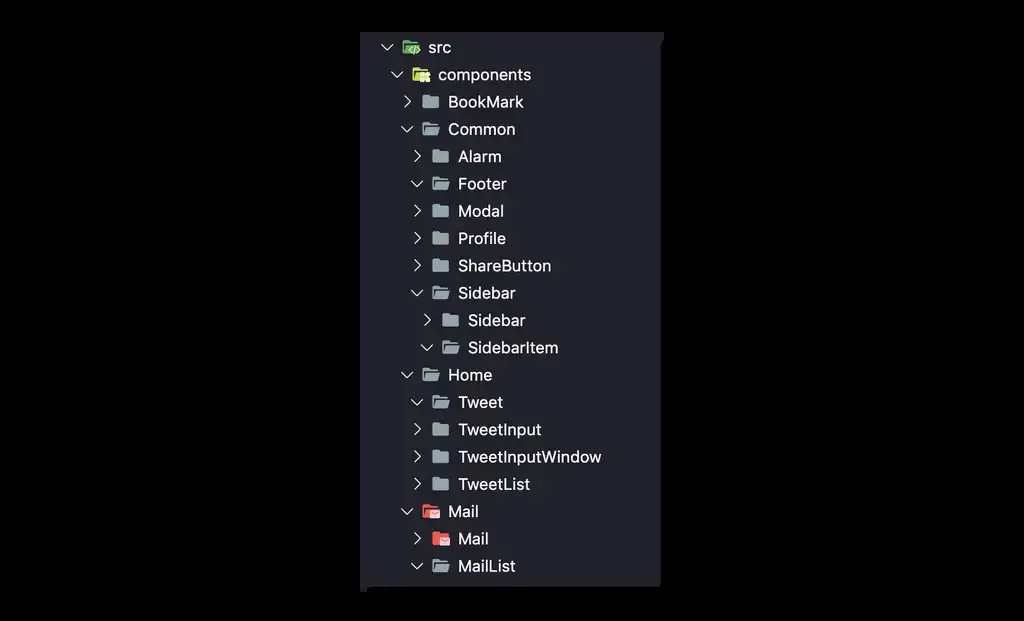 src
components
BookMark
Common
Alarm
Footer
Modal
Profile
ShareButton
Sidebar
Sidebar
SidebarItem
Home
Tweet
TweetInput
TweetInputWindow
TweetList
Mail
Mail
MailList